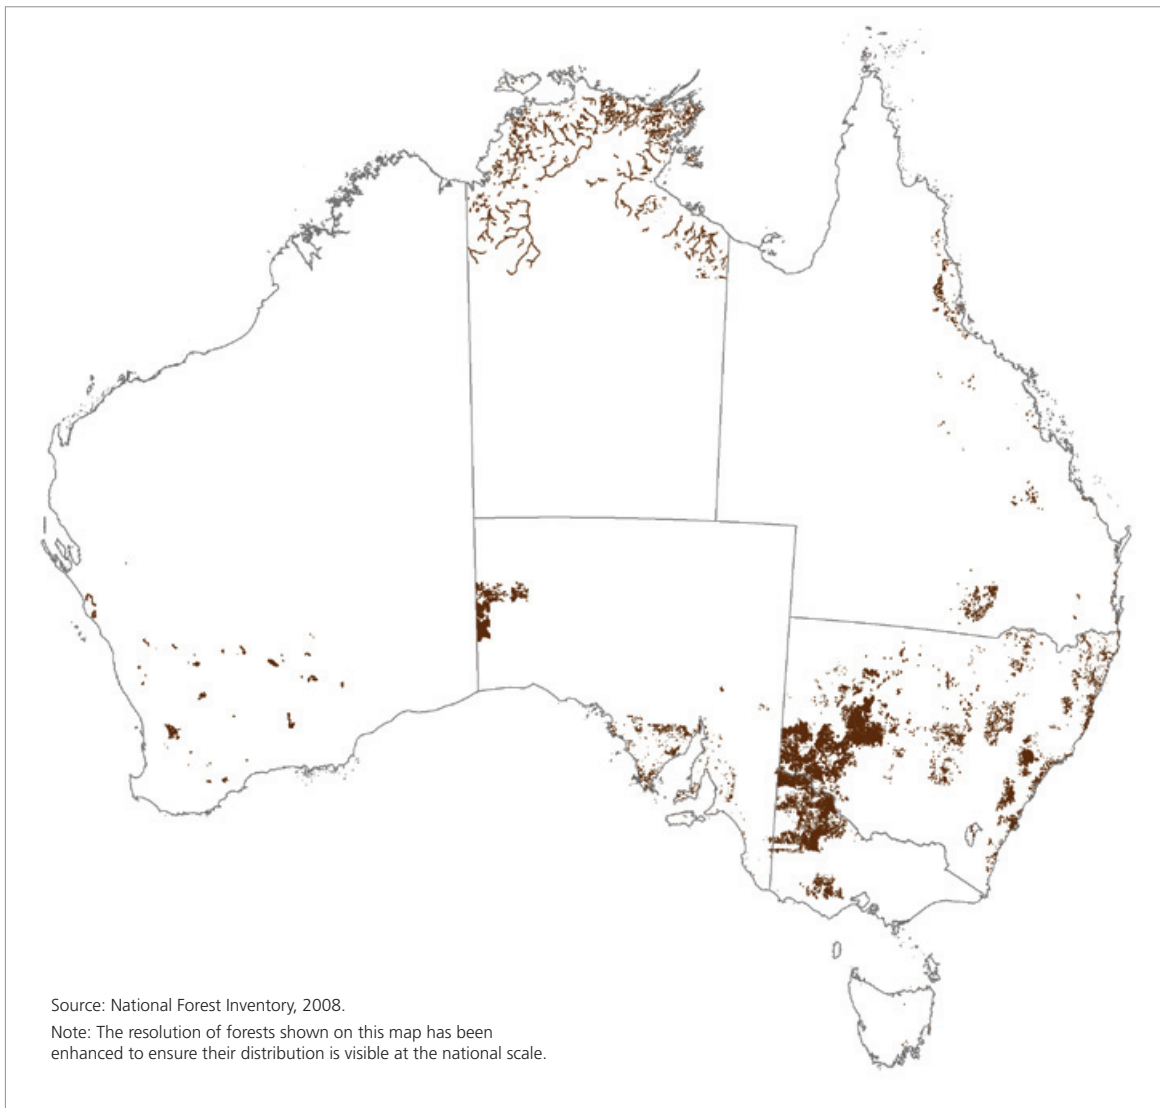 Source: National Forest Inventory, 2008.
Note: The resolution of forests shown on this map has been
enhanced to ensure their distribution is visible at the national scale.